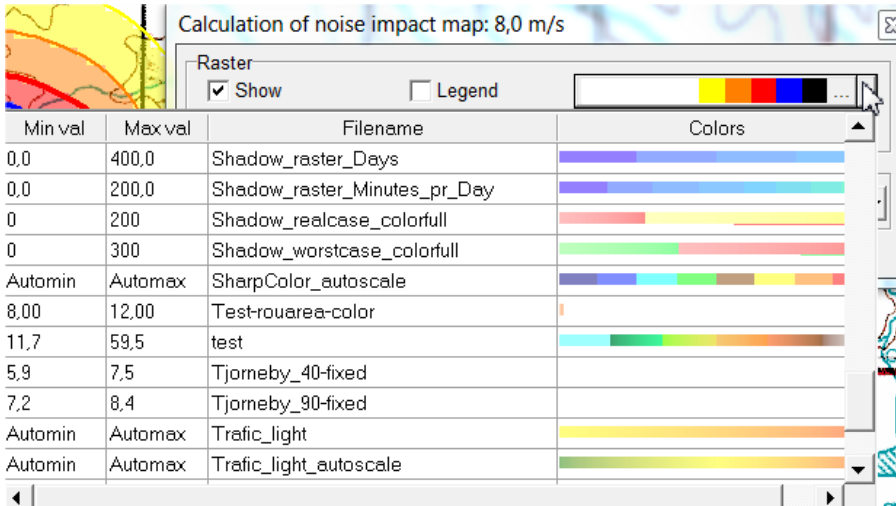 Calculation of noise impact map: 8,0 m/s
Raster
Show Legend ...
Min val Max val Filename Colors
0,0 400,0 Shadow_raster_Days
0,0 200,0 Shadow_raster_Minutes_pr_Day
0 200 Shadow_realcase_colorfull
0 300 Shadow_worstcase_colorfull
Automin Automax SharpColor_autoscale
8,00 12,00 Test-rouarea-color
11,7 59,5 test
5,9 7,5 Tjorneby_40-fixed
7,2 8,4 Tjorneby_90-fixed
Automin Automax Trafic_light
Automin Automax Trafic_light_autoscale